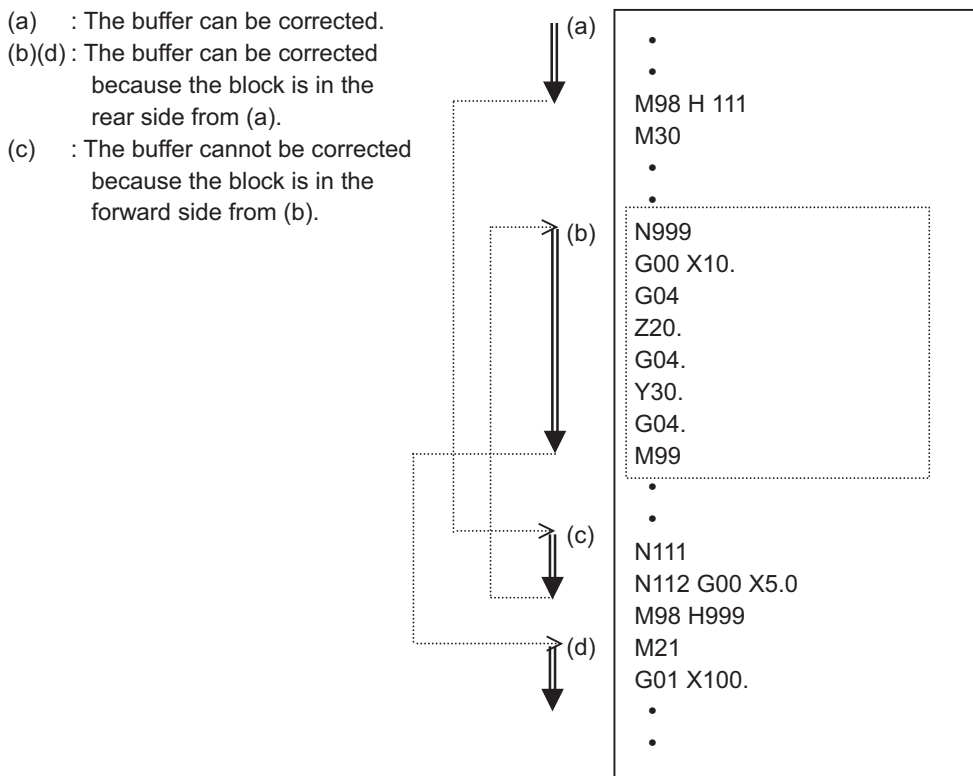 (a) : The buffer can be corrected.
(b)(d) : The buffer can be corrected
because the block is in the
rear side from (a).
(c) : The buffer cannot be corrected
because the block is in the
forward side from (b).
(a)
•
•
M98 H 111
M30
•
•
(b)
N999
G00 X10.
G04
Z20.
G04.
Y30.
G04.
M99
•
•
(c)
N111
N112 G00 X5.0
M98 H999
(d)
M21
G01 X100.
•
•